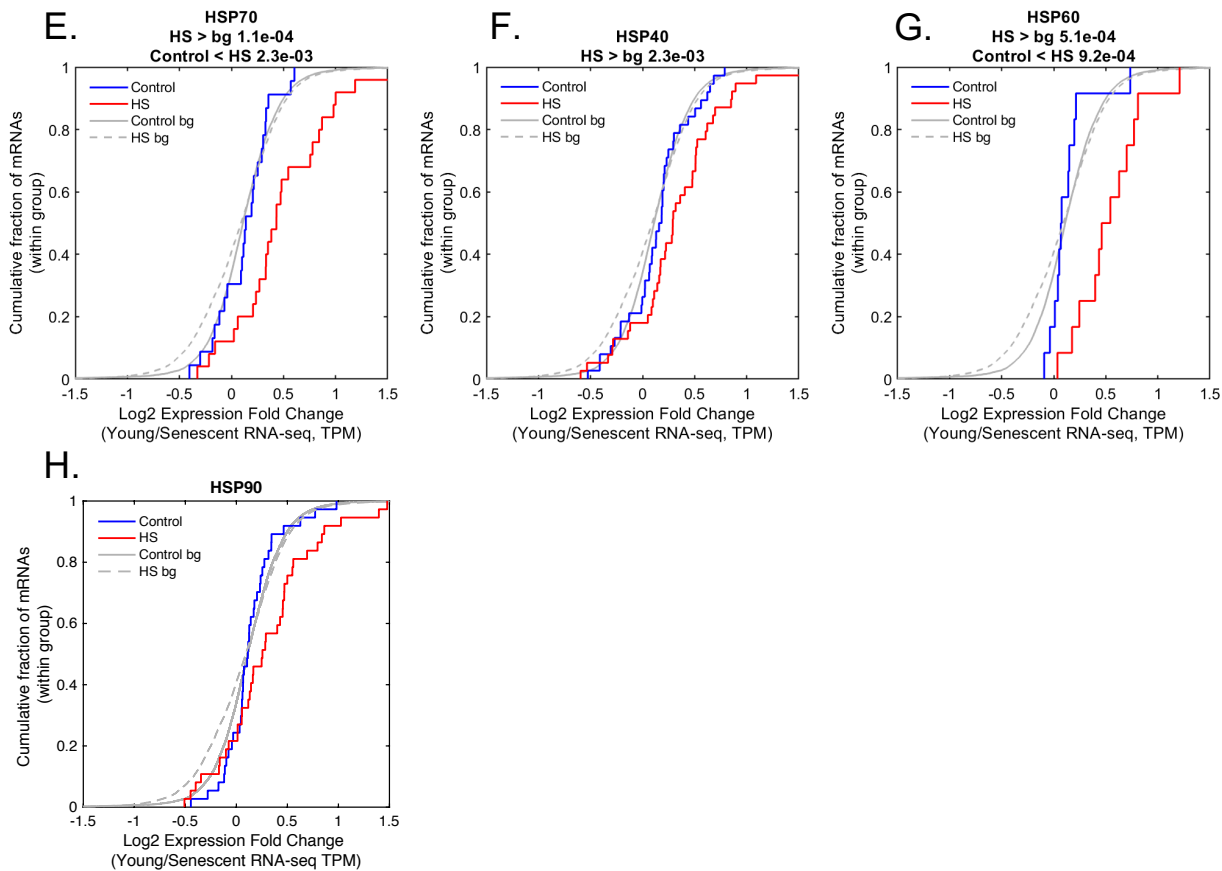 E.
HSP70
HS > bg 1.1e-04
Control < HS 2.3e-03
1
0.8
0.6
0.4
0.2
0
Cumulative fraction of mRNAs
(within group)
Control
HS
Control bg
HS bg
-1.5 -1 -0.5 0 0.5 1 1.5
Log2 Expression Fold Change
(Young/Senescent RNA-seq, TPM)
F.
HSP40
HS > bg 2.3e-03
1
0.8
0.6
0.4
0.2
0
Cumulative fraction of mRNAs
(within group)
Control
HS
Control bg
HS bg
-1.5 -1 -0.5 0 0.5 1 1.5
Log2 Expression Fold Change
(Young/Senescent RNA-seq, TPM)
G.
HSP60
HS > bg 5.1e-04
Control < HS 9.2e-04
1
0.8
0.6
0.4
0.2
0
Cumulative fraction of mRNAs
(within group)
Control
HS
Control bg
HS bg
-1.5 -1 -0.5 0 0.5 1 1.5
Log2 Expression Fold Change
(Young/Senescent RNA-seq, TPM)
H.
HSP90
1
0.8
0.6
0.4
0.2
0
Cumulative fraction of mRNAs
(within group)
Control
HS
Control bg
HS bg
-1.5 -1 -0.5 0 0.5 1 1.5
Log2 Expression Fold Change
(Young/Senescent RNA-seq TPM)